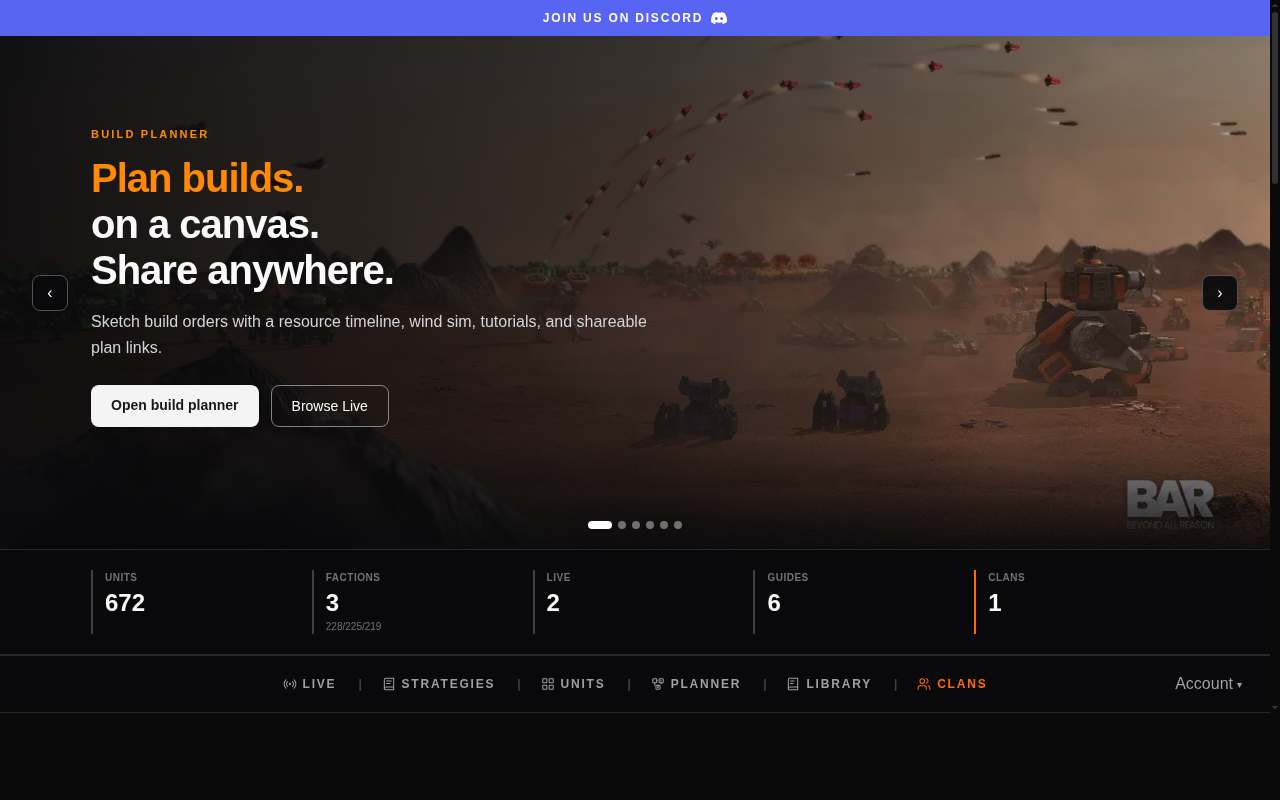 JOIN US ON DISCORD
BUILD PLANNER
Plan builds.
on a canvas.
Share anywhere.
Sketch build orders with a resource timeline, wind sim, tutorials, and shareable
plan links.
Open build planner
Browse Live
BAR
BEYOND ALL REASON
UNITS
672
FACTIONS
3
228/225/219
LIVE
2
GUIDES
6
CLANS
1
LIVE | STRATEGIES | UNITS | PLANNER | LIBRARY | CLANS
Account